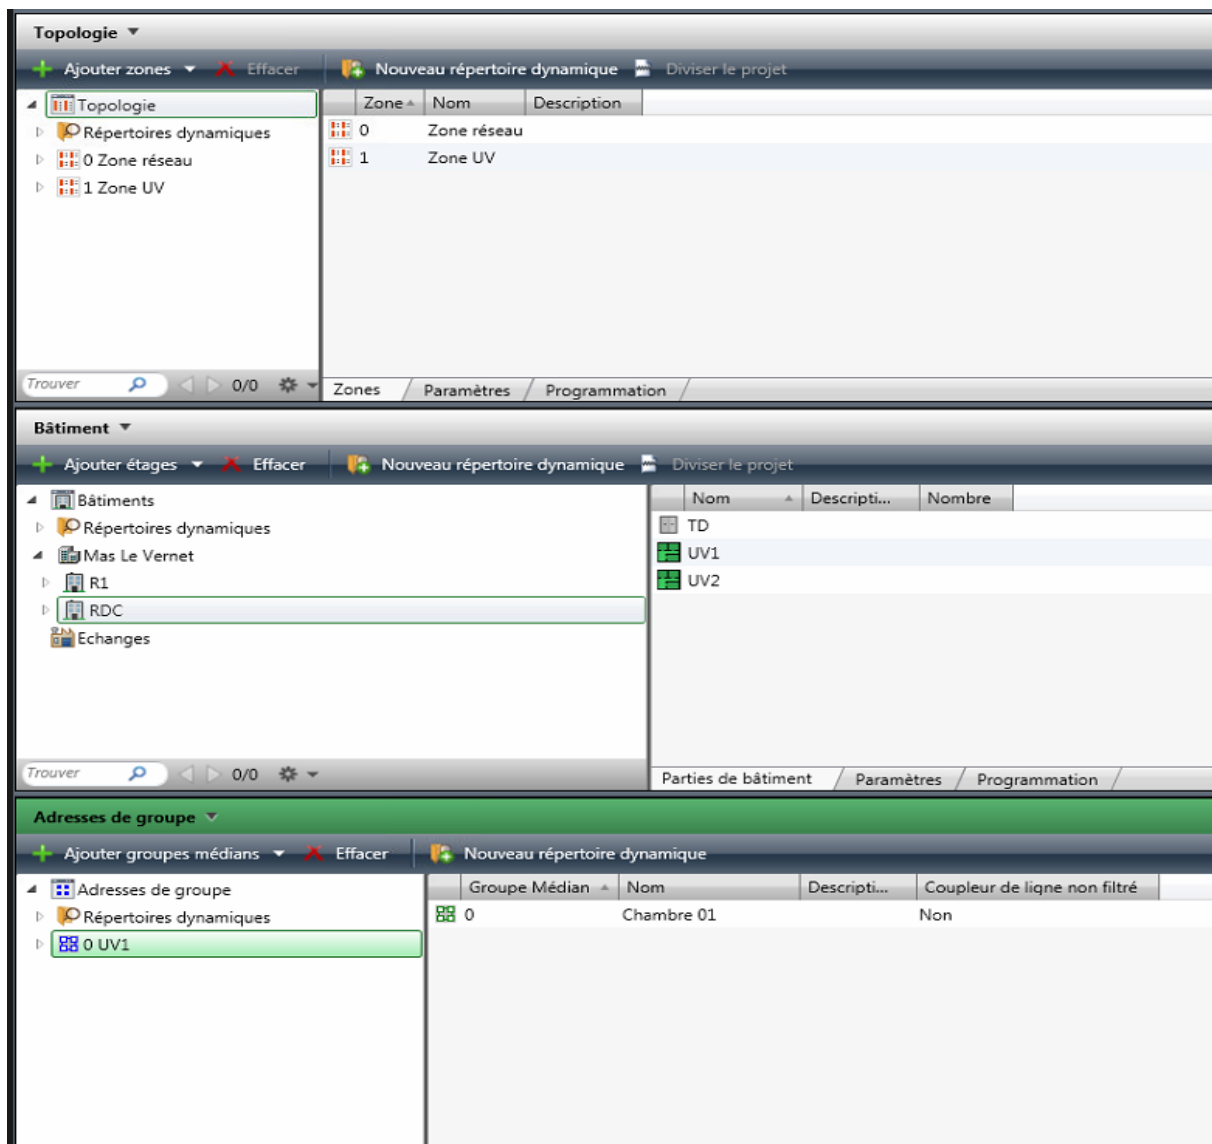 Topologie
Ajouter zones Effacer Nouveau répertoire dynamique Diviser le projet
Topologie
Répertoires dynamiques
0 Zone réseau
1 Zone UV
Zone Nom Description
0 Zone réseau
1 Zone UV
Trouver 0/0
Zones Paramètres Programmation
Bâtiment
Ajouter étages Effacer Nouveau répertoire dynamique Diviser le projet
Bâtiments
Répertoires dynamiques
Mas Le Vernet
R1
RDC
Echanges
Nom Descripti... Nombre
TD
UV1
UV2
Trouver 0/0
Parties de bâtiment Paramètres Programmation
Adresses de groupe
Ajouter groupes médians Effacer Nouveau répertoire dynamique
Adresses de groupe
Répertoires dynamiques
0 UV1
Groupe Médian Nom Descripti... Coupleur de ligne non filtré
0 Chambre 01 Non